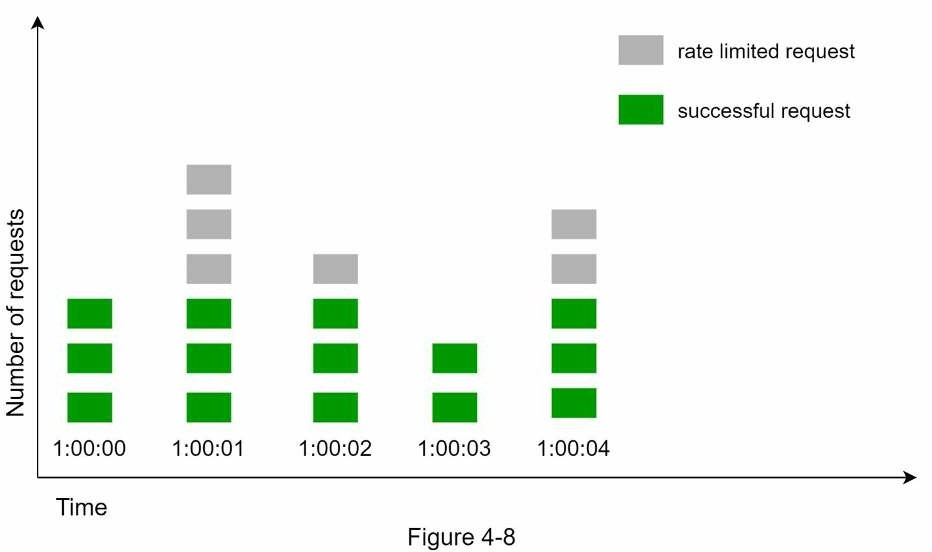 rate limited request
successful request
Number of requests
1:00:00 1:00:01 1:00:02 1:00:03 1:00:04
Time
Figure 4-8